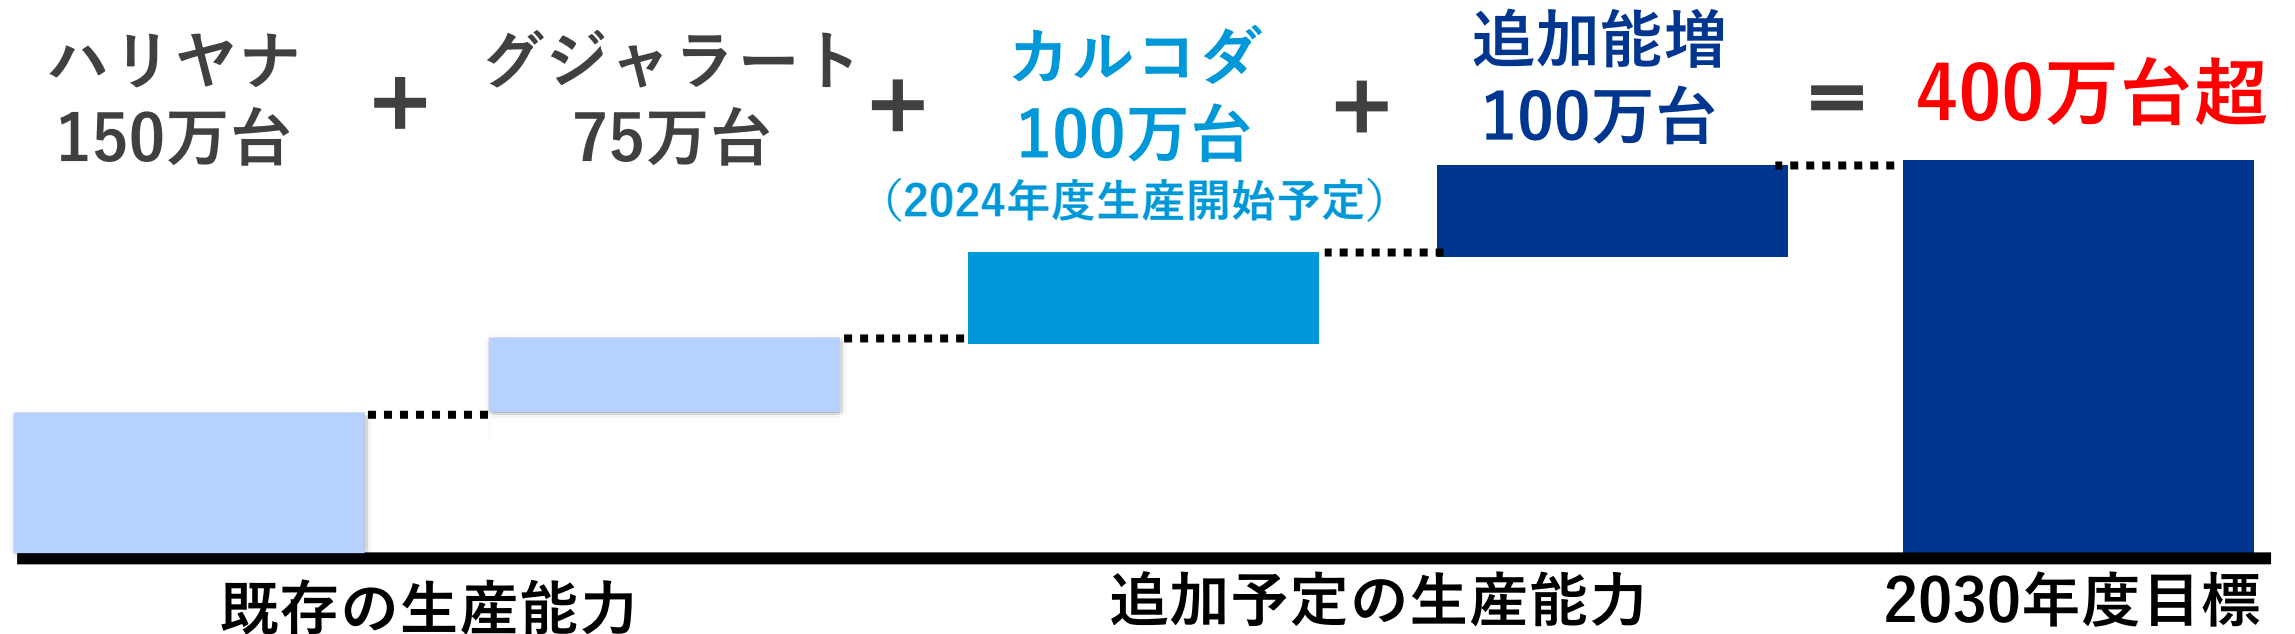 ハリヤナ
150万台
+
グジャラート
75万台
+
カルコダ
100万台
（2024年度生産開始予定）
+
追加能増
100万台
=
400万台超
既存の生産能力
追加予定の生産能力
2030年度目標